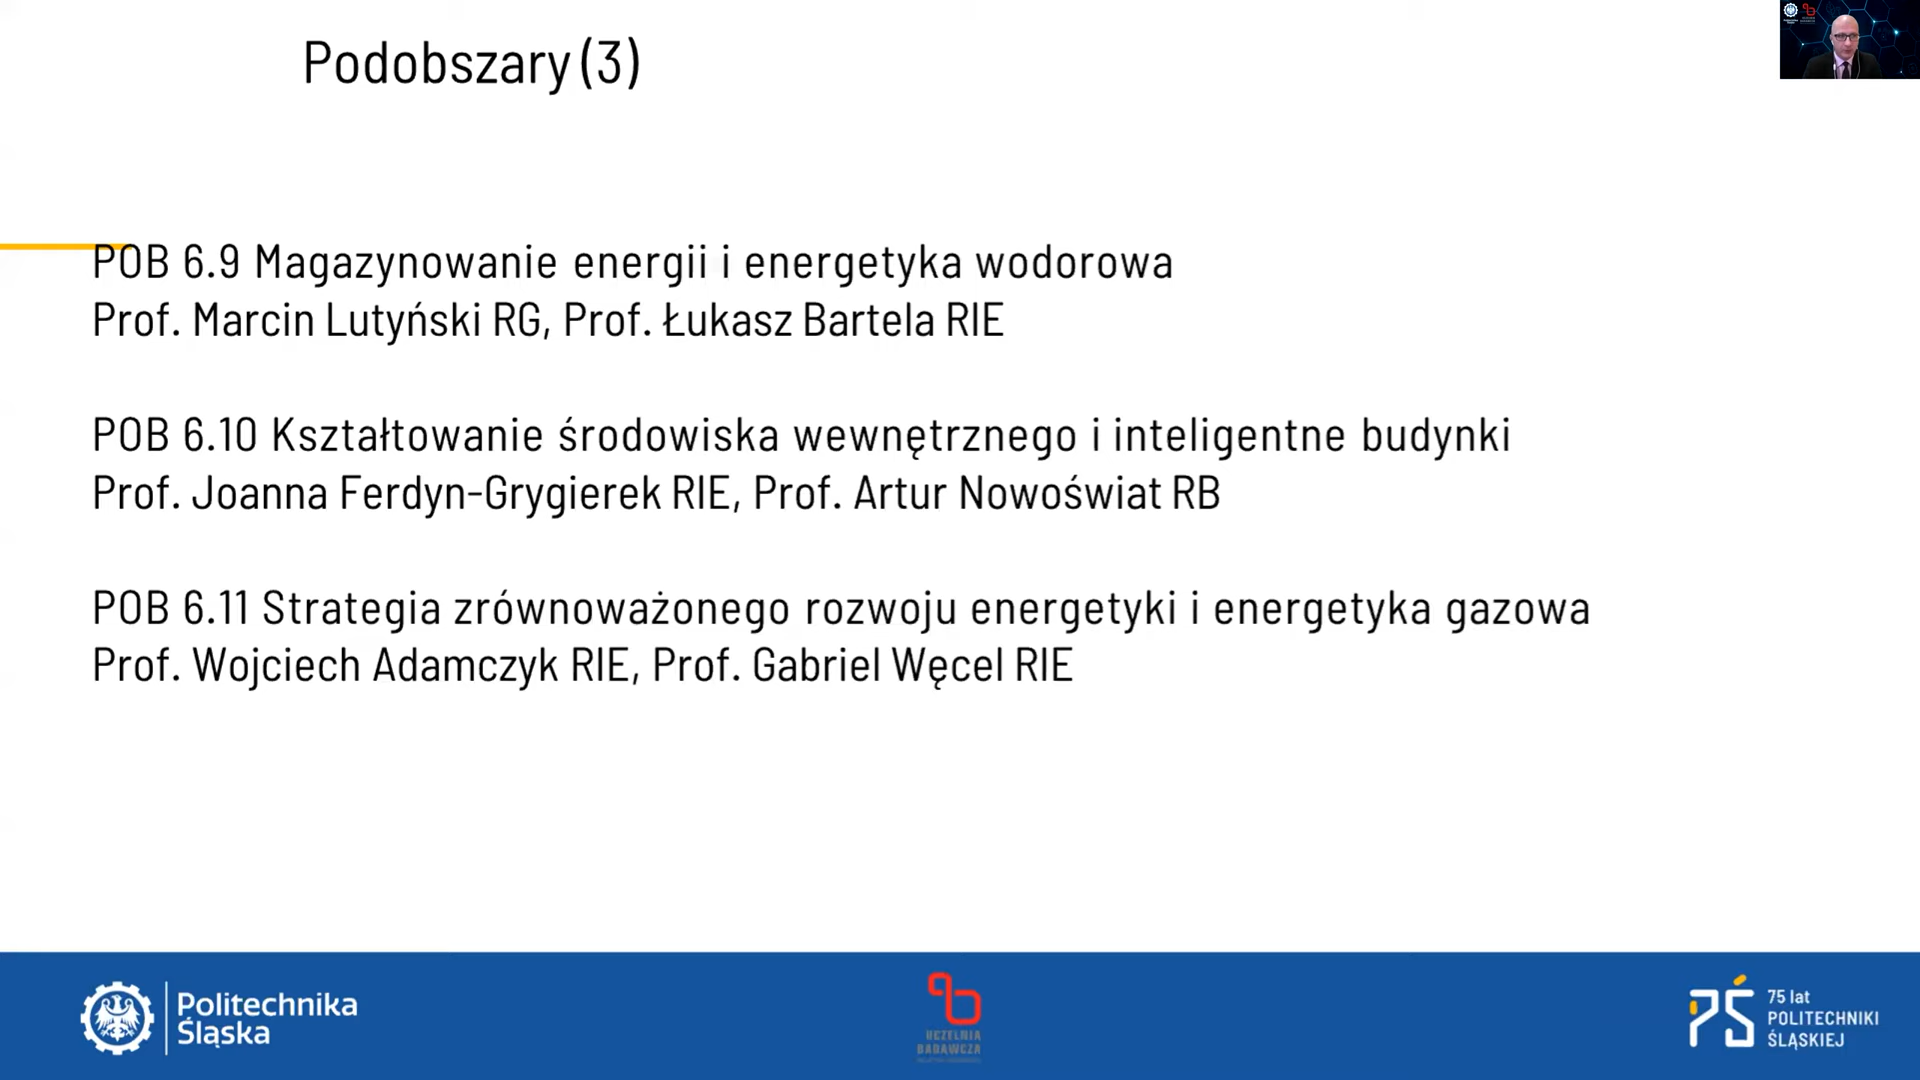 Podobszary (3)
POB 6.9 Magazynowanie energii i energetyka wodorowa
Prof. Marcin Lutyński RG, Prof. Łukasz Bartela RIE
POB 6.10 Kształtowanie środowiska wewnętrznego i inteligentne budynki
Prof. Joanna Ferdyn-Grygierek RIE, Prof. Artur Nowoświat RB
POB 6.11 Strategia zrównoważonego rozwoju energetyki i energetyka gazowa
Prof. Wojciech Adamczyk RIE, Prof. Gabriel Węcel RIE
Politechnika
Śląska
UCZELNIA
BADAWCZA
75 lat
POLITECHNIKI
ŚLĄSKIEJ